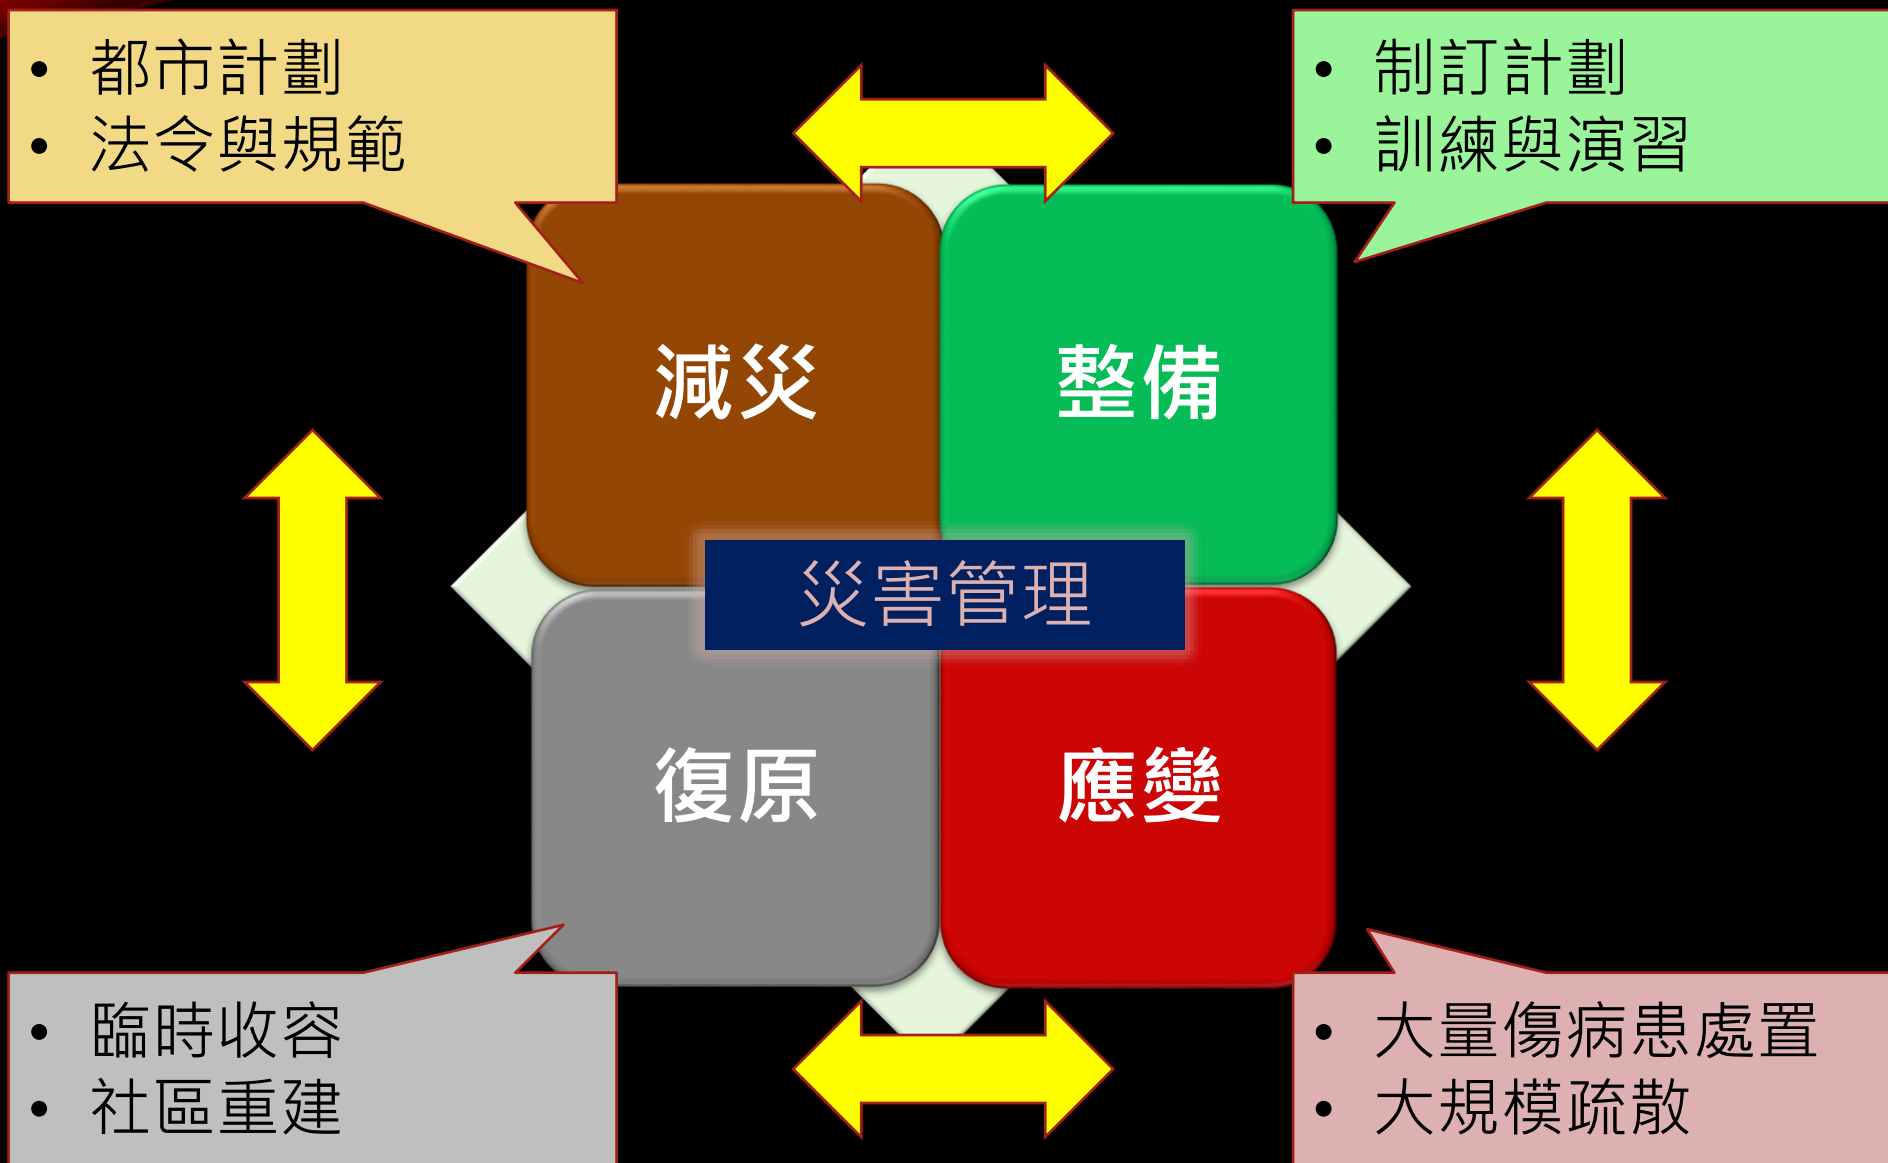 • 都市計劃
• 法令與規範
• 制訂計劃
• 訓練與演習
減災
整備
災害管理
復原
應變
• 臨時收容
• 社區重建
• 大量傷病患處置
• 大規模疏散